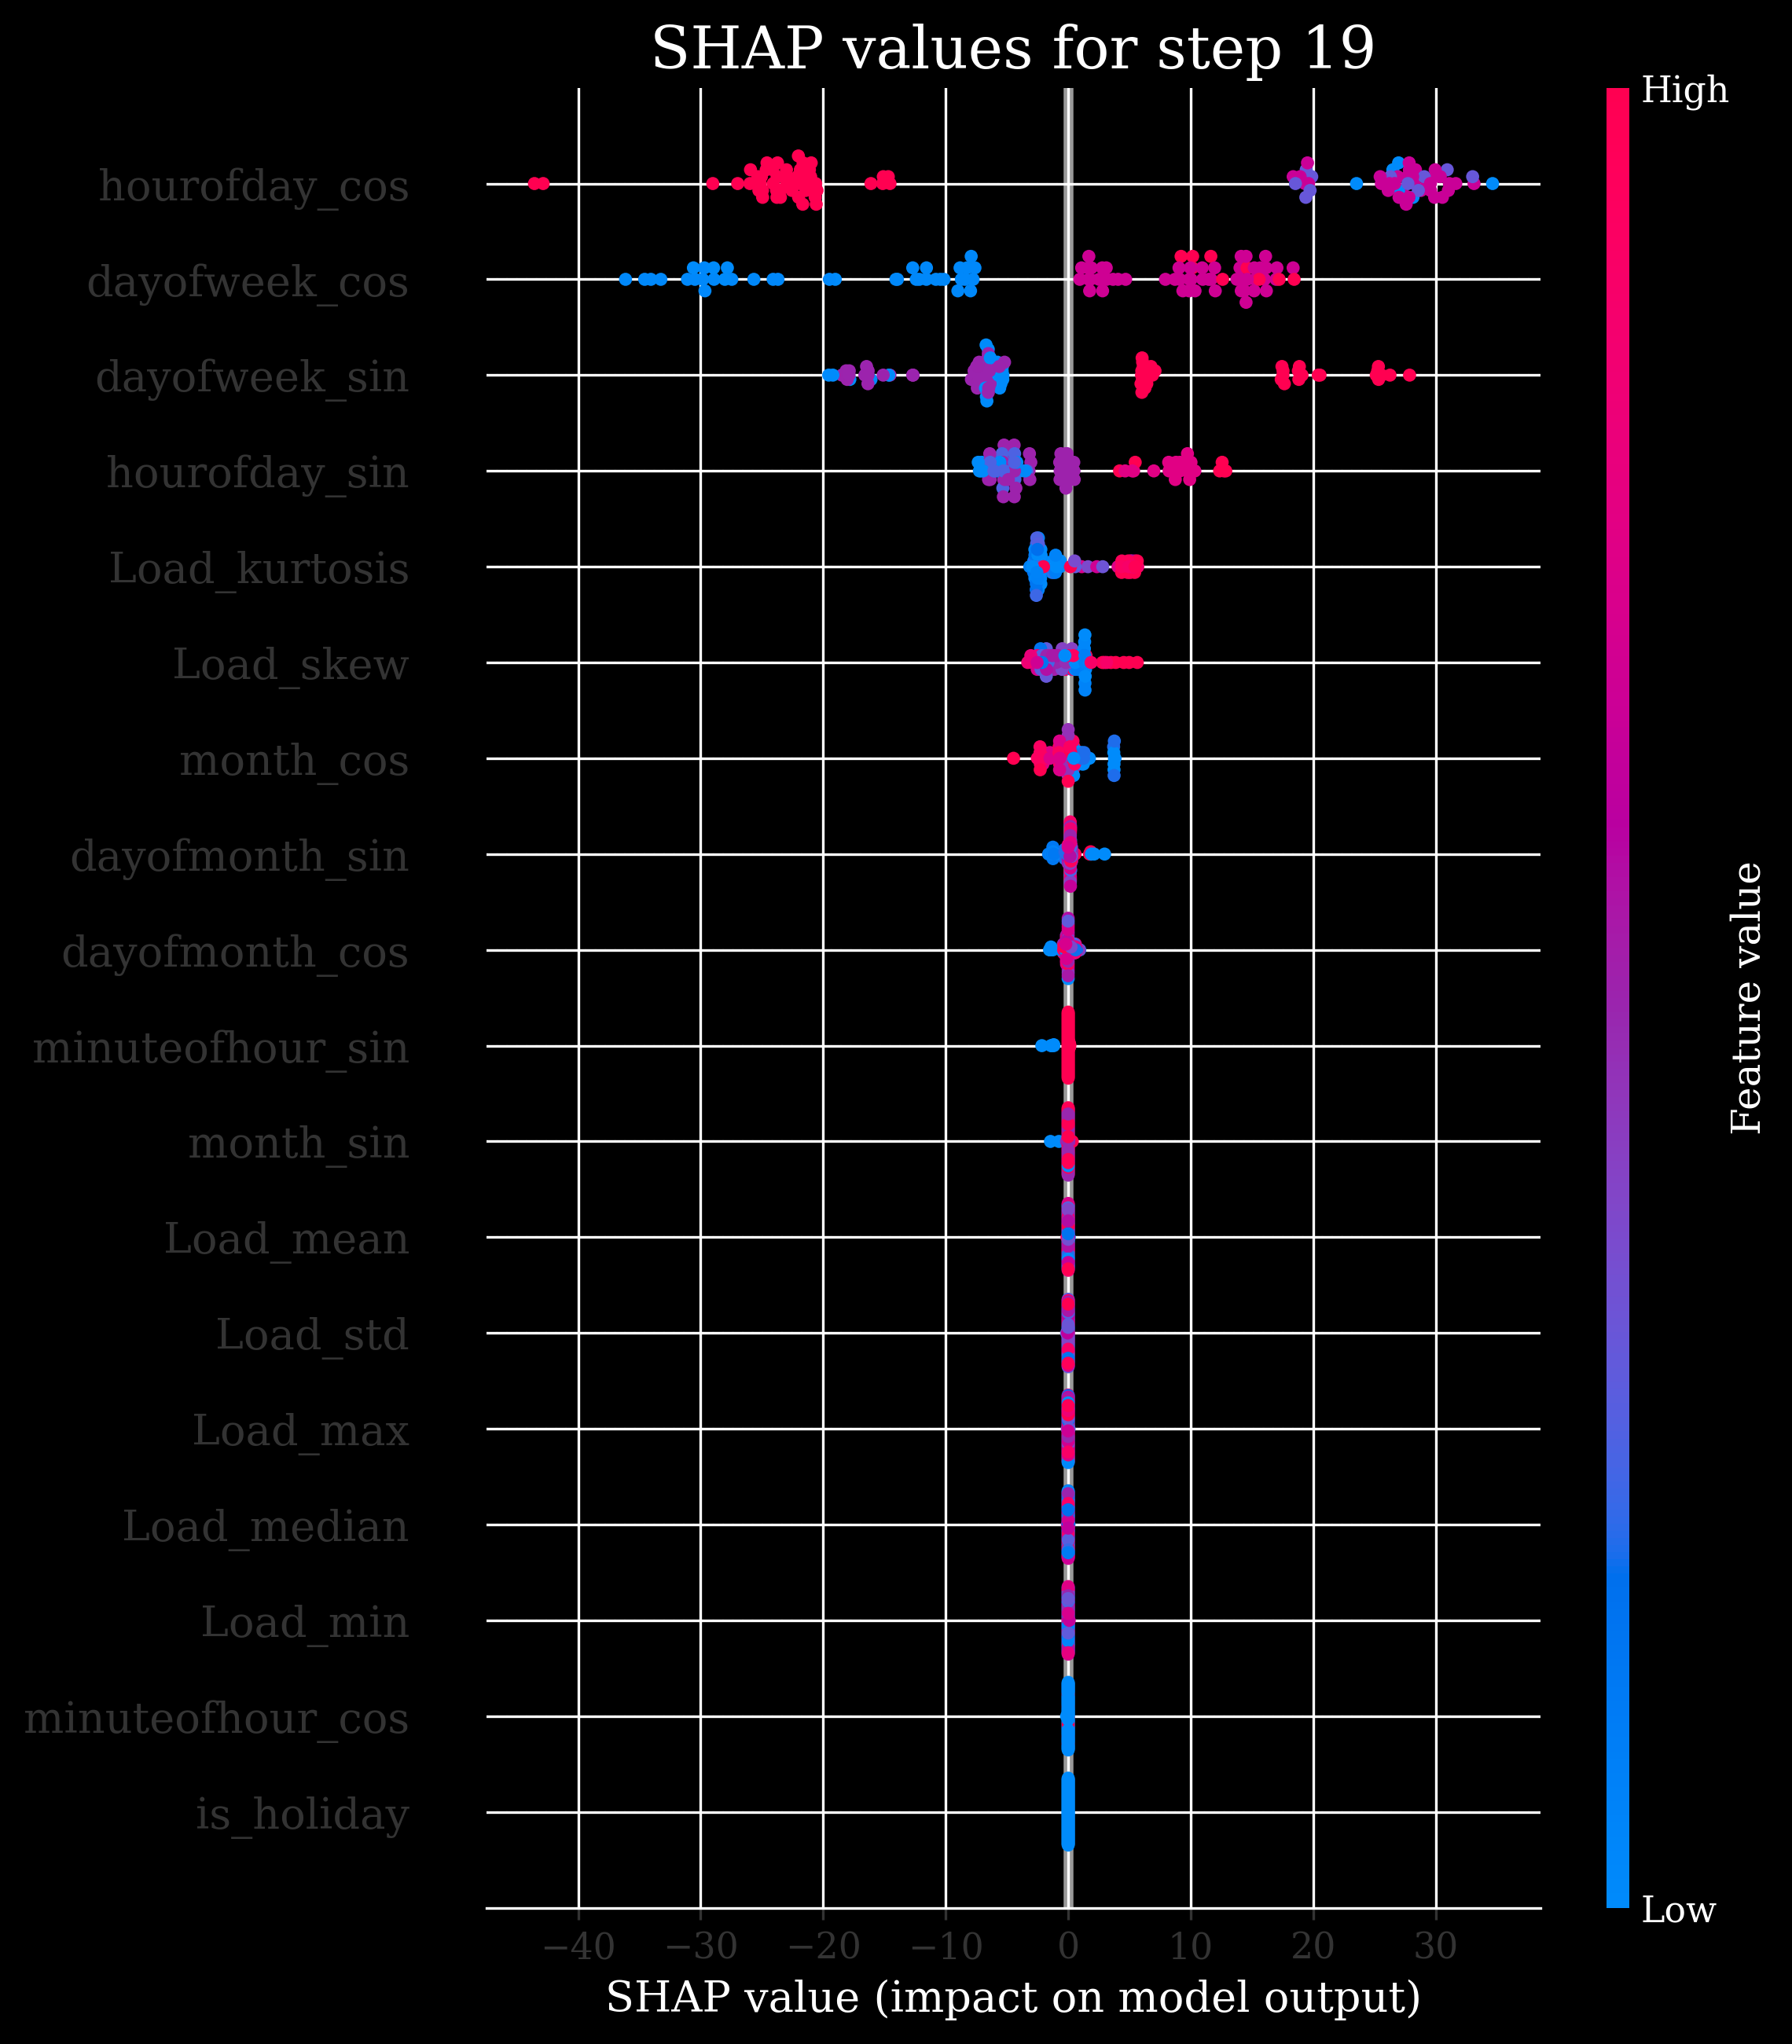 SHAP values for step 19
High
hourofday_cos
dayofweek_cos
dayofweek_sin
hourofday_sin
Load_kurtosis
Load_skew
month_cos
dayofmonth_sin
dayofmonth_cos
minuteofhour_sin
month_sin
Load_mean
Load_std
Load_max
Load_median
Load_min
minuteofhour_cos
is_holiday
Feature value
Low
−40 −30 −20 −10 0 10 20 30
SHAP value (impact on model output)